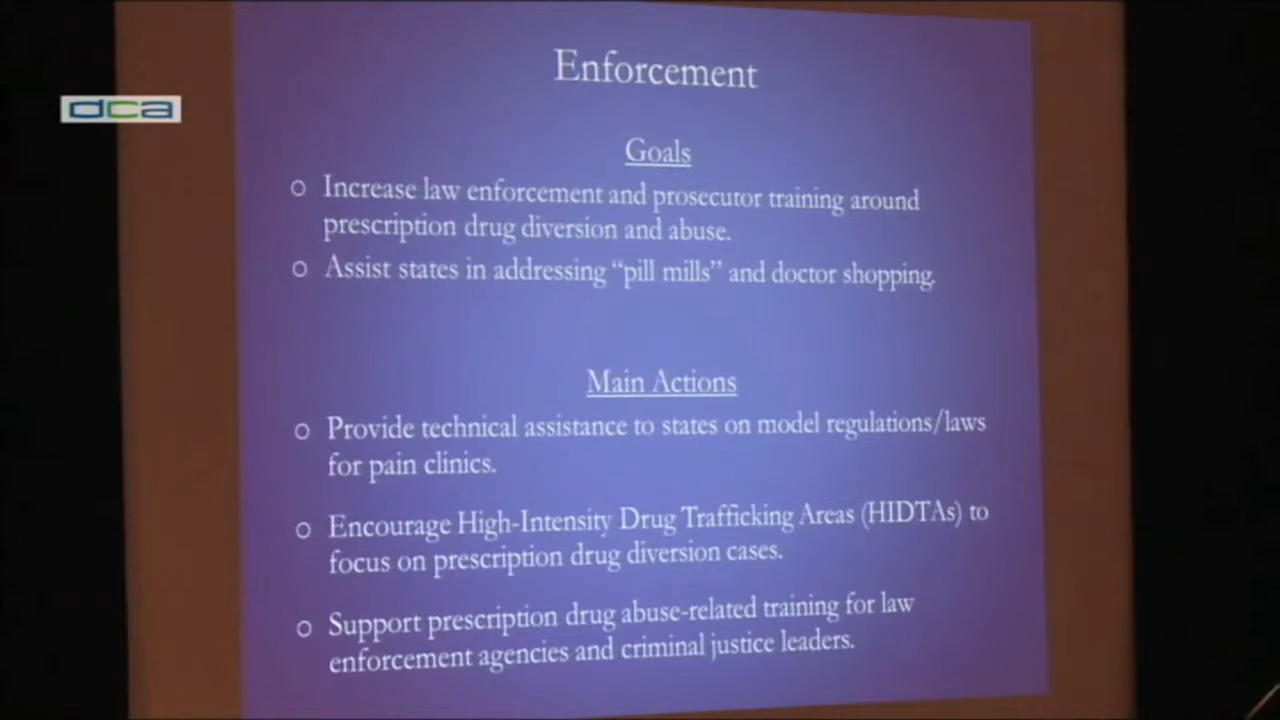 Enforcement
dca
Goals
o Increase law enforcement and prosecutor training around
prescription drug diversion and abuse.
o Assist states in addressing “pill mills” and doctor shopping.
Main Actions
o Provide technical assistance to states on model regulations/laws
for pain clinics.
o Encourage High-Intensity Drug Trafficking Areas (HIDTAs) to
focus on prescription drug diversion cases.
o Support prescription drug abuse-related training for law
enforcement agencies and criminal justice leaders.